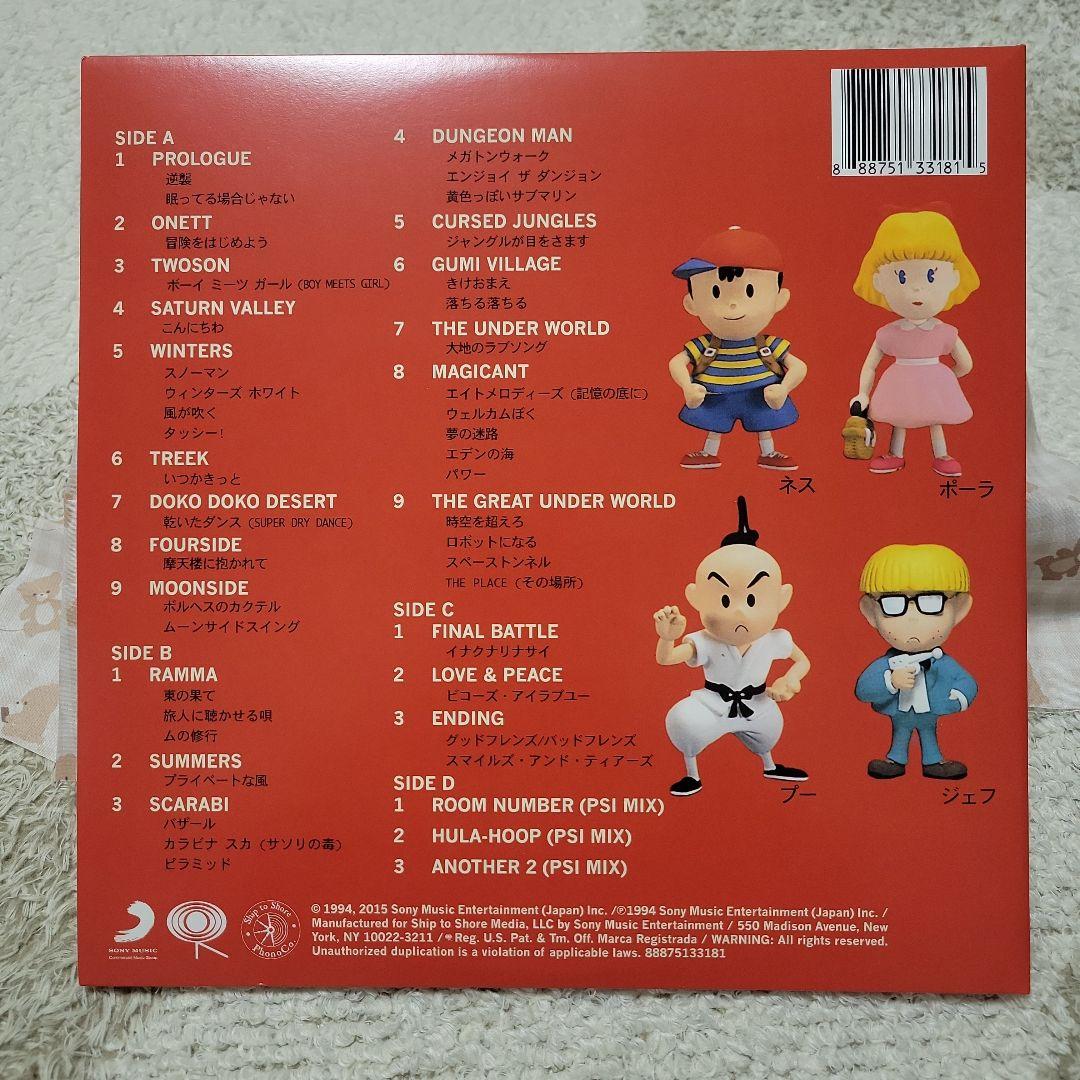 SIDE A
1 PROLOGUE
逆襲
眠ってる場合じゃない
2 ONETT
冒険をはじめよう
3 TWOSON
ボーイ ミーツ ガール (BOY MEETS GIRL)
4 SATURN VALLEY
こんにちわ
5 WINTERS
スノーマン
ウィンターズ ホワイト
風が吹く
タッシー!
6 TREEK
いつかきっと
7 DOKO DOKO DESERT
乾いたダンス (SUPER DRY DANCE)
8 FOURSIDE
摩天楼に抱かれて
9 MOONSIDE
ボルヘスのカクテル
ムーンサイドスイング
SIDE B
1 RAMMA
東の果て
旅人に聴かせる唄
ムの修行
2 SUMMERS
プライベートな風
3 SCARABI
バザール
カラビナ スカ (サソリの毒)
ピラミッド
4 DUNGEON MAN
メガトンウォーク
エンジョイ ザ ダンジョン
黄色っぽいサブマリン
5 CURSED JUNGLES
ジャングルが目をさます
6 GUMI VILLAGE
きけおまえ
落ちる落ちる
7 THE UNDER WORLD
大地のラブソング
8 MAGICANT
エイトメロディーズ (記憶の底に)
ウェルカムぼく
夢の迷路
エデンの海
パワー
9 THE GREAT UNDER WORLD
時空を超えろ
ロボットになる
スペーストンネル
THE PLACE (その場所)
SIDE C
1 FINAL BATTLE
イナクナリナサイ
2 LOVE & PEACE
ビコーズ・アイラブユー
3 ENDING
グッドフレンズ/バッドフレンズ
スマイルズ・アンド・ティアーズ
SIDE D
1 ROOM NUMBER (PSI MIX)
2 HULA-HOOP (PSI MIX)
3 ANOTHER 2 (PSI MIX)
8 88751 33181 5
ネス
ポーラ
プー
ジェフ
SONY MUSIC
Commercial Music Group
Ship to Shore
PhonoCo.
© 1994, 2015 Sony Music Entertainment (Japan) Inc. /℗1994 Sony Music Entertainment (Japan) Inc. /
Manufactured for Ship to Shore Media, LLC by Sony Music Entertainment / 550 Madison Avenue, New
York, NY 10022-3211 / Reg. U.S. Pat. & Tm. Off. Marca Registrada / WARNING: All rights reserved.
Unauthorized duplication is a violation of applicable laws. 88875133181